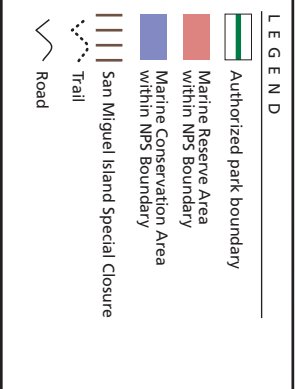 LEGEND
Authorized park boundary
Marine Reserve Area
within NPS Boundary
Marine Conservation Area
within NPS Boundary
San Miguel Island Special Closure
Trail
Road